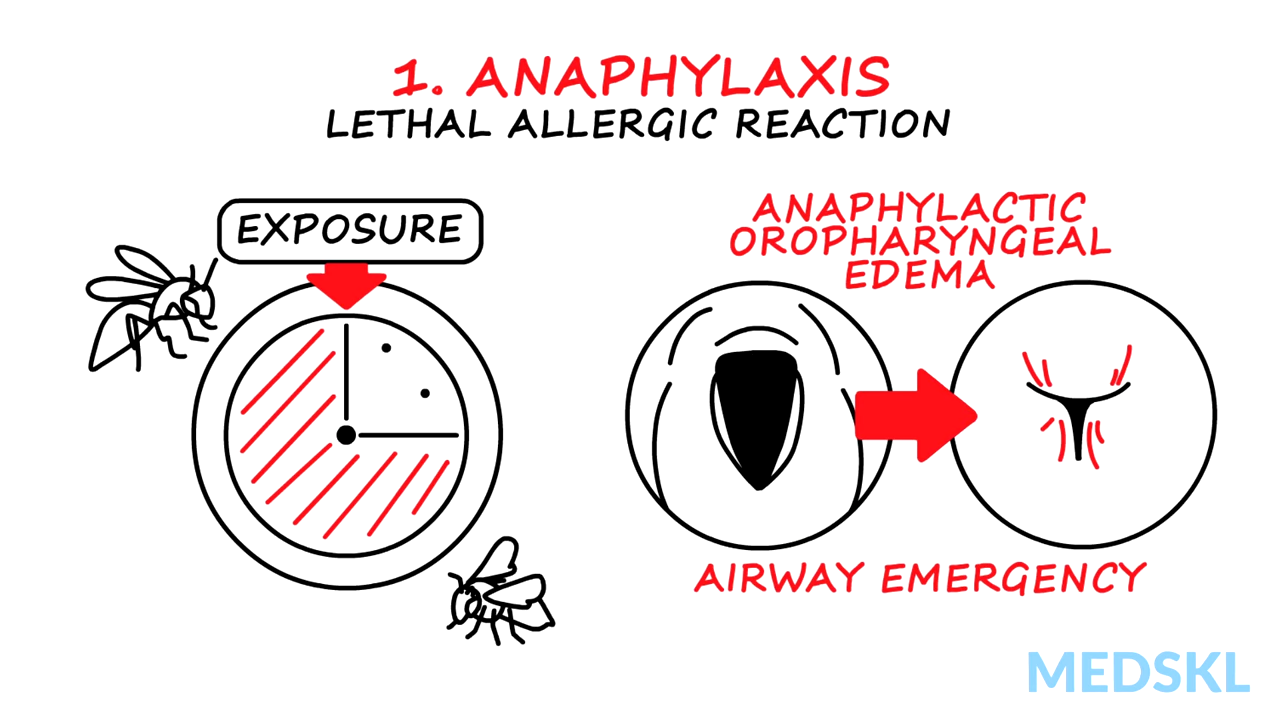 1. ANAPHYLAXIS
LETHAL ALLERGIC REACTION
EXPOSURE
ANAPHYLACTIC
OROPHARYNGEAL
EDEMA
AIRWAY EMERGENCY
MEDSKL